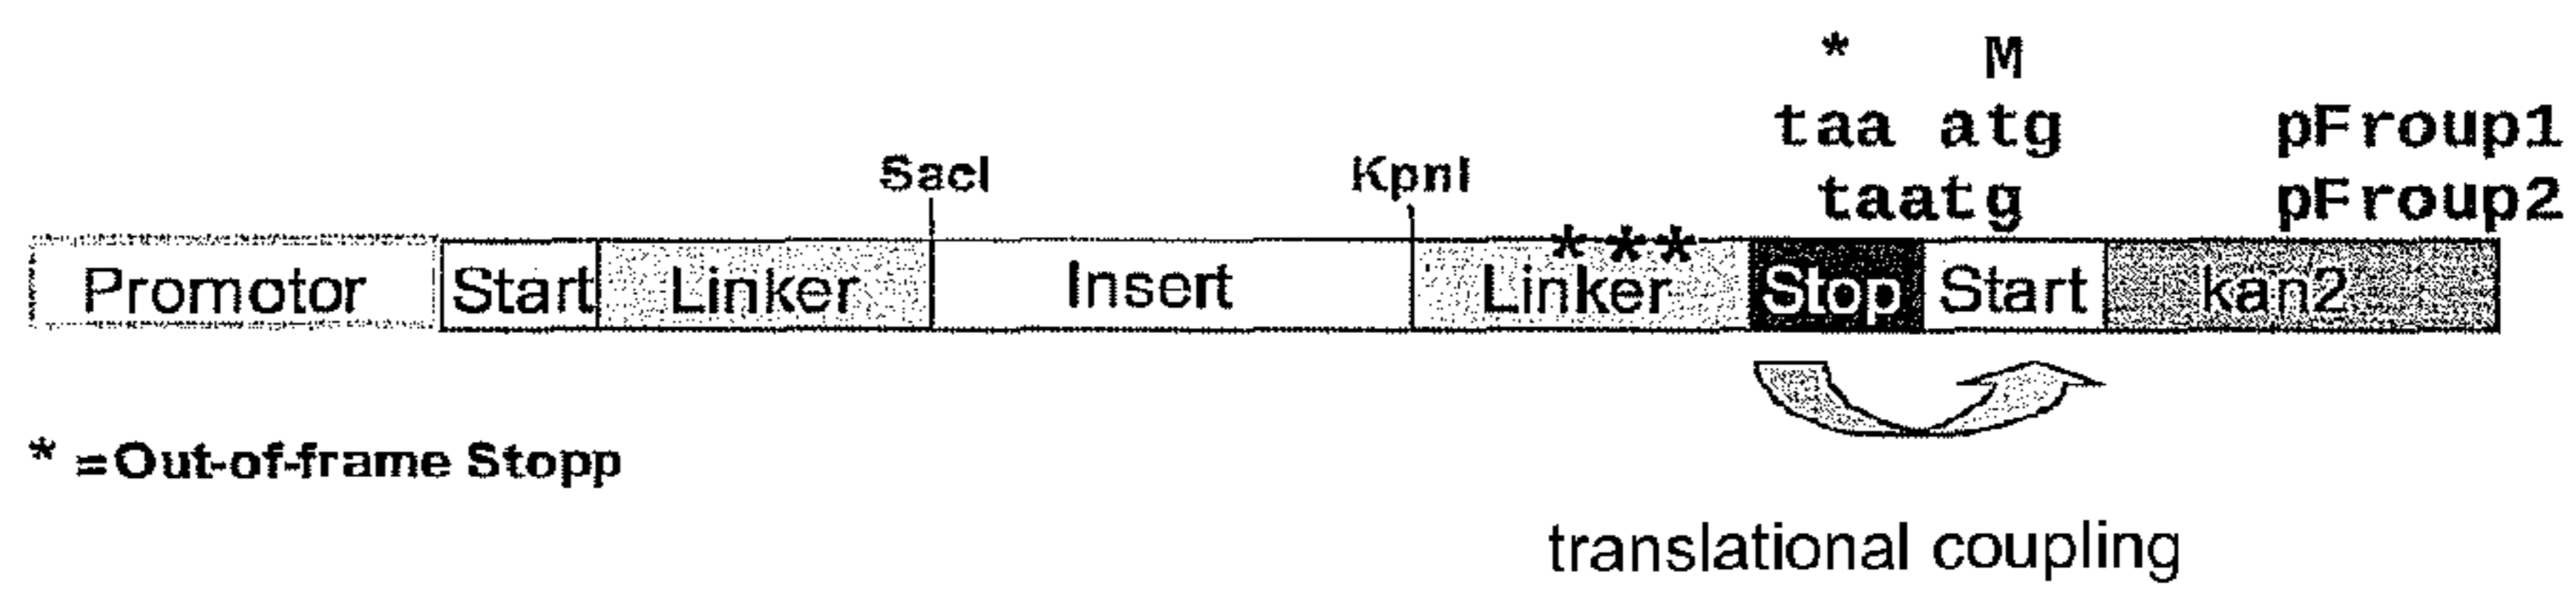 * M
taa atg pFroup1
taatg pFroup2
SacI KpnI
* * *
Promotor Start Linker Insert Linker Stop Start kan2
* =Out-of-frame Stopp
translational coupling